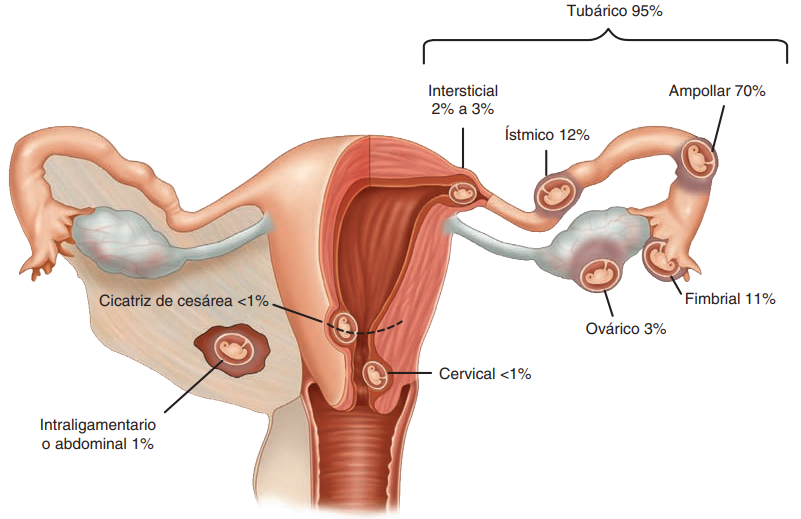 Tubárico 95%
Intersticial
2% a 3%
Ampollar 70%
Ístmico 12%
Cicatriz de cesárea <1%
Fimbrial 11%
Ovárico 3%
Cervical <1%
Intraligamentario
o abdominal 1%